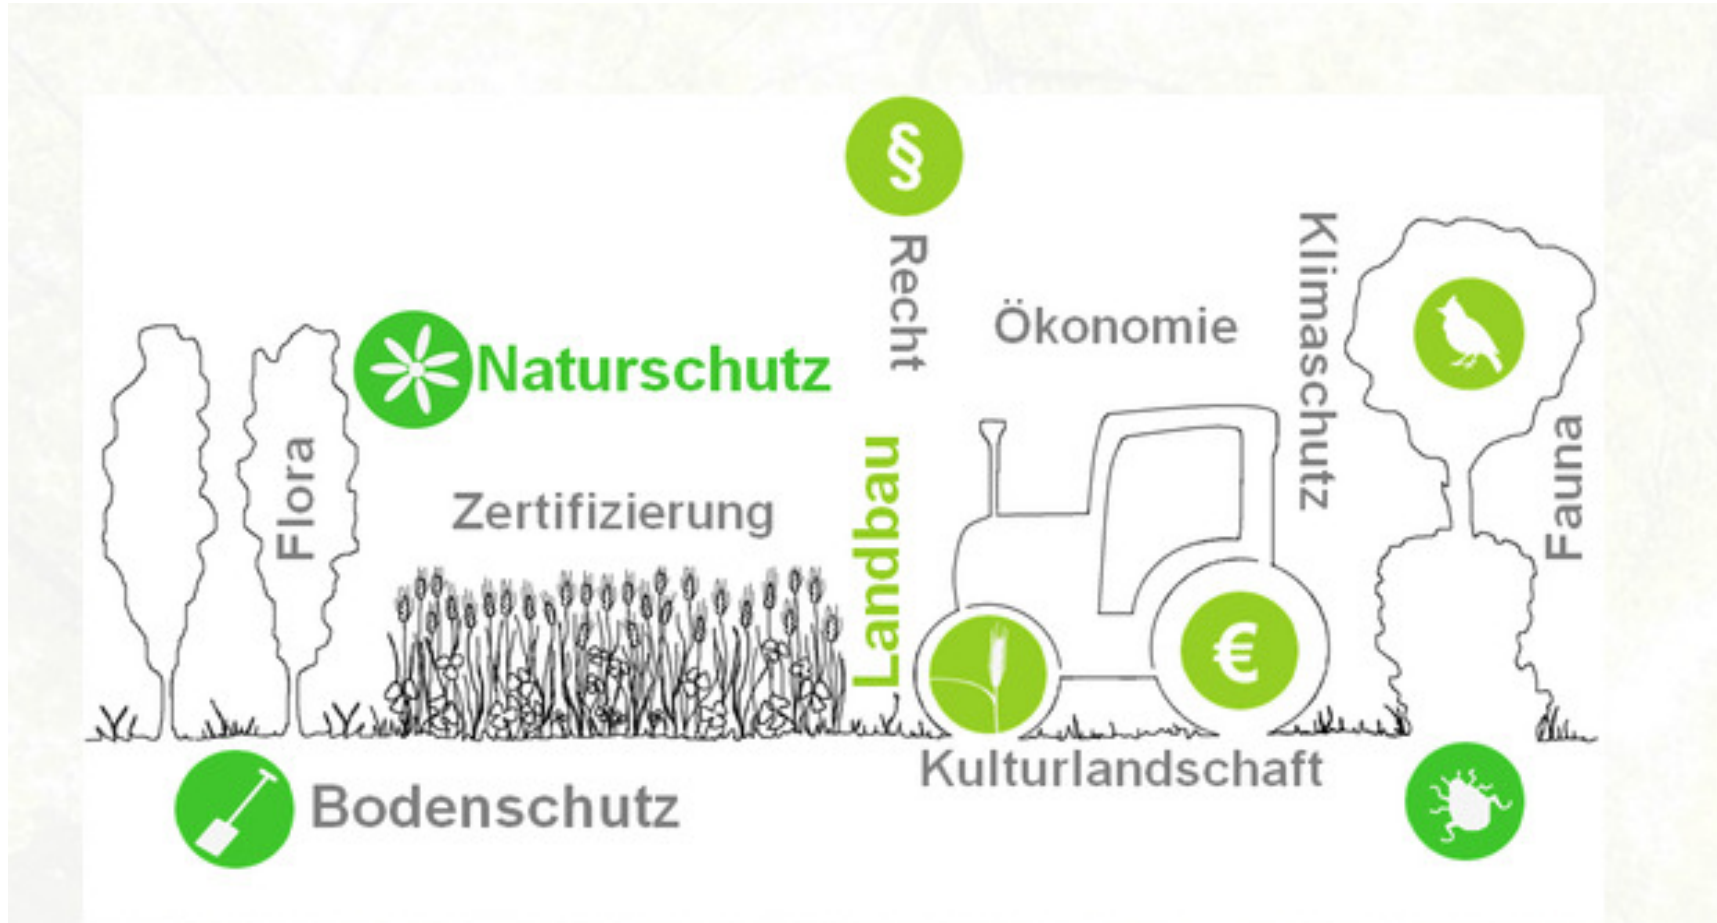 §
Recht
Klimaschutz
Ökonomie
Naturschutz
Flora
Zertifizierung
Landbau
Fauna
€
Kulturlandschaft
Bodenschutz